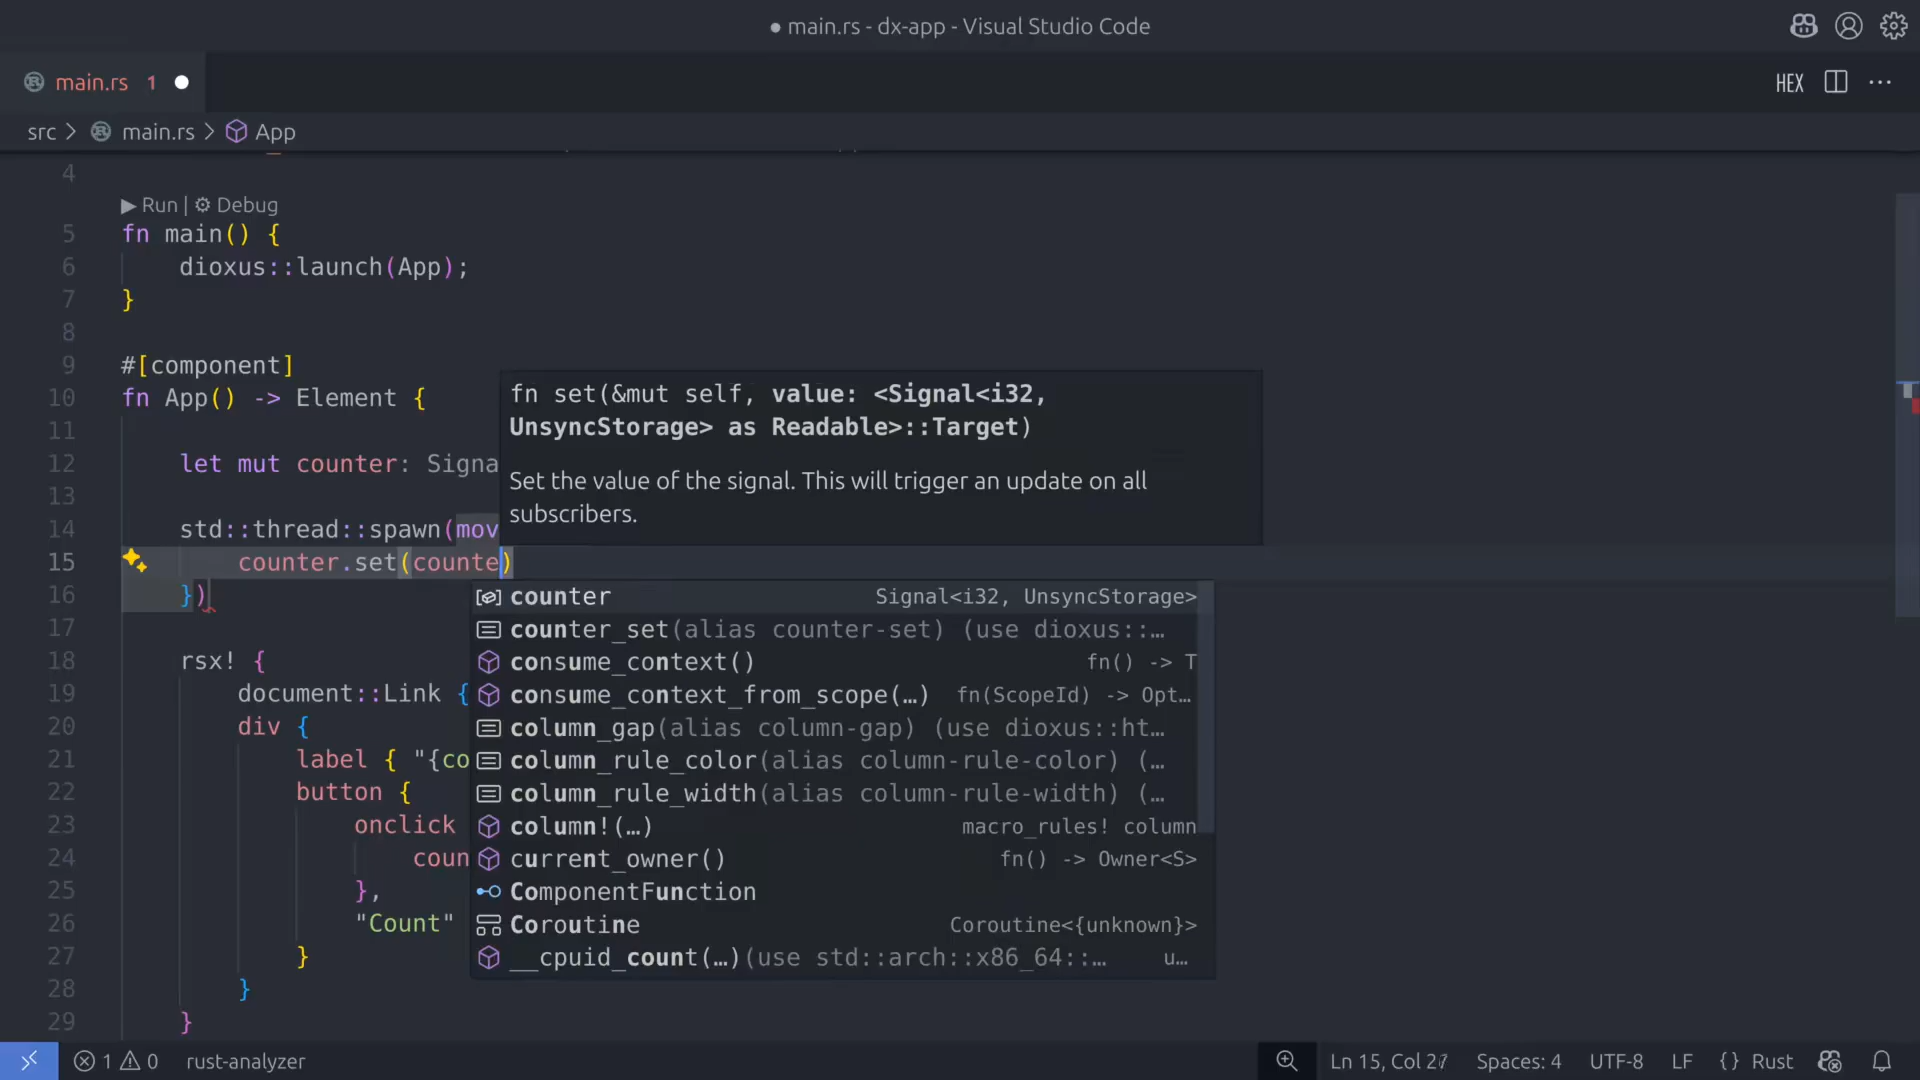 ● main.rs - dx-app - Visual Studio Code
main.rs 1
HEX
src > main.rs > App
4
Run | Debug
5 fn main() {
6 dioxus::launch(App);
7 }
8
9 #[component]
10 fn App() -> Element {
11
12 let mut counter: Signa
13
14 std::thread::spawn(mov
15 counter.set(counte)
16 })
17
18 rsx! {
19 document::Link {
20 div {
21 label { "{co
22 button {
23 onclick
24 coun
25 },
26 "Count"
27 }
28 }
29 }
fn set(&mut self, value: <Signal<i32,
UnsyncStorage> as Readable>::Target)
Set the value of the signal. This will trigger an update on all
subscribers.
counter Signal<i32, UnsyncStorage>
counter_set(alias counter-set) (use dioxus::…
consume_context() fn() -> T
consume_context_from_scope(…) fn(ScopeId) -> Opt…
column_gap(alias column-gap) (use dioxus::ht…
column_rule_color(alias column-rule-color) (…
column_rule_width(alias column-rule-width) (…
column!(…) macro_rules! column
current_owner() fn() -> Owner<S>
ComponentFunction
Coroutine Coroutine<{unknown}>
__cpuid_count(…)(use std::arch::x86_64::… u…
1 0 rust-analyzer
Ln 15, Col Spaces: 4 UTF-8 LF {} Rust